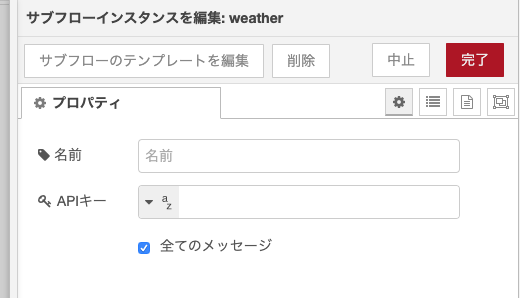 サブフローインスタンスを編集: weather
サブフローのテンプレートを編集 削除 中止 完了
プロパティ
名前 名前
APIキー az
全てのメッセージ